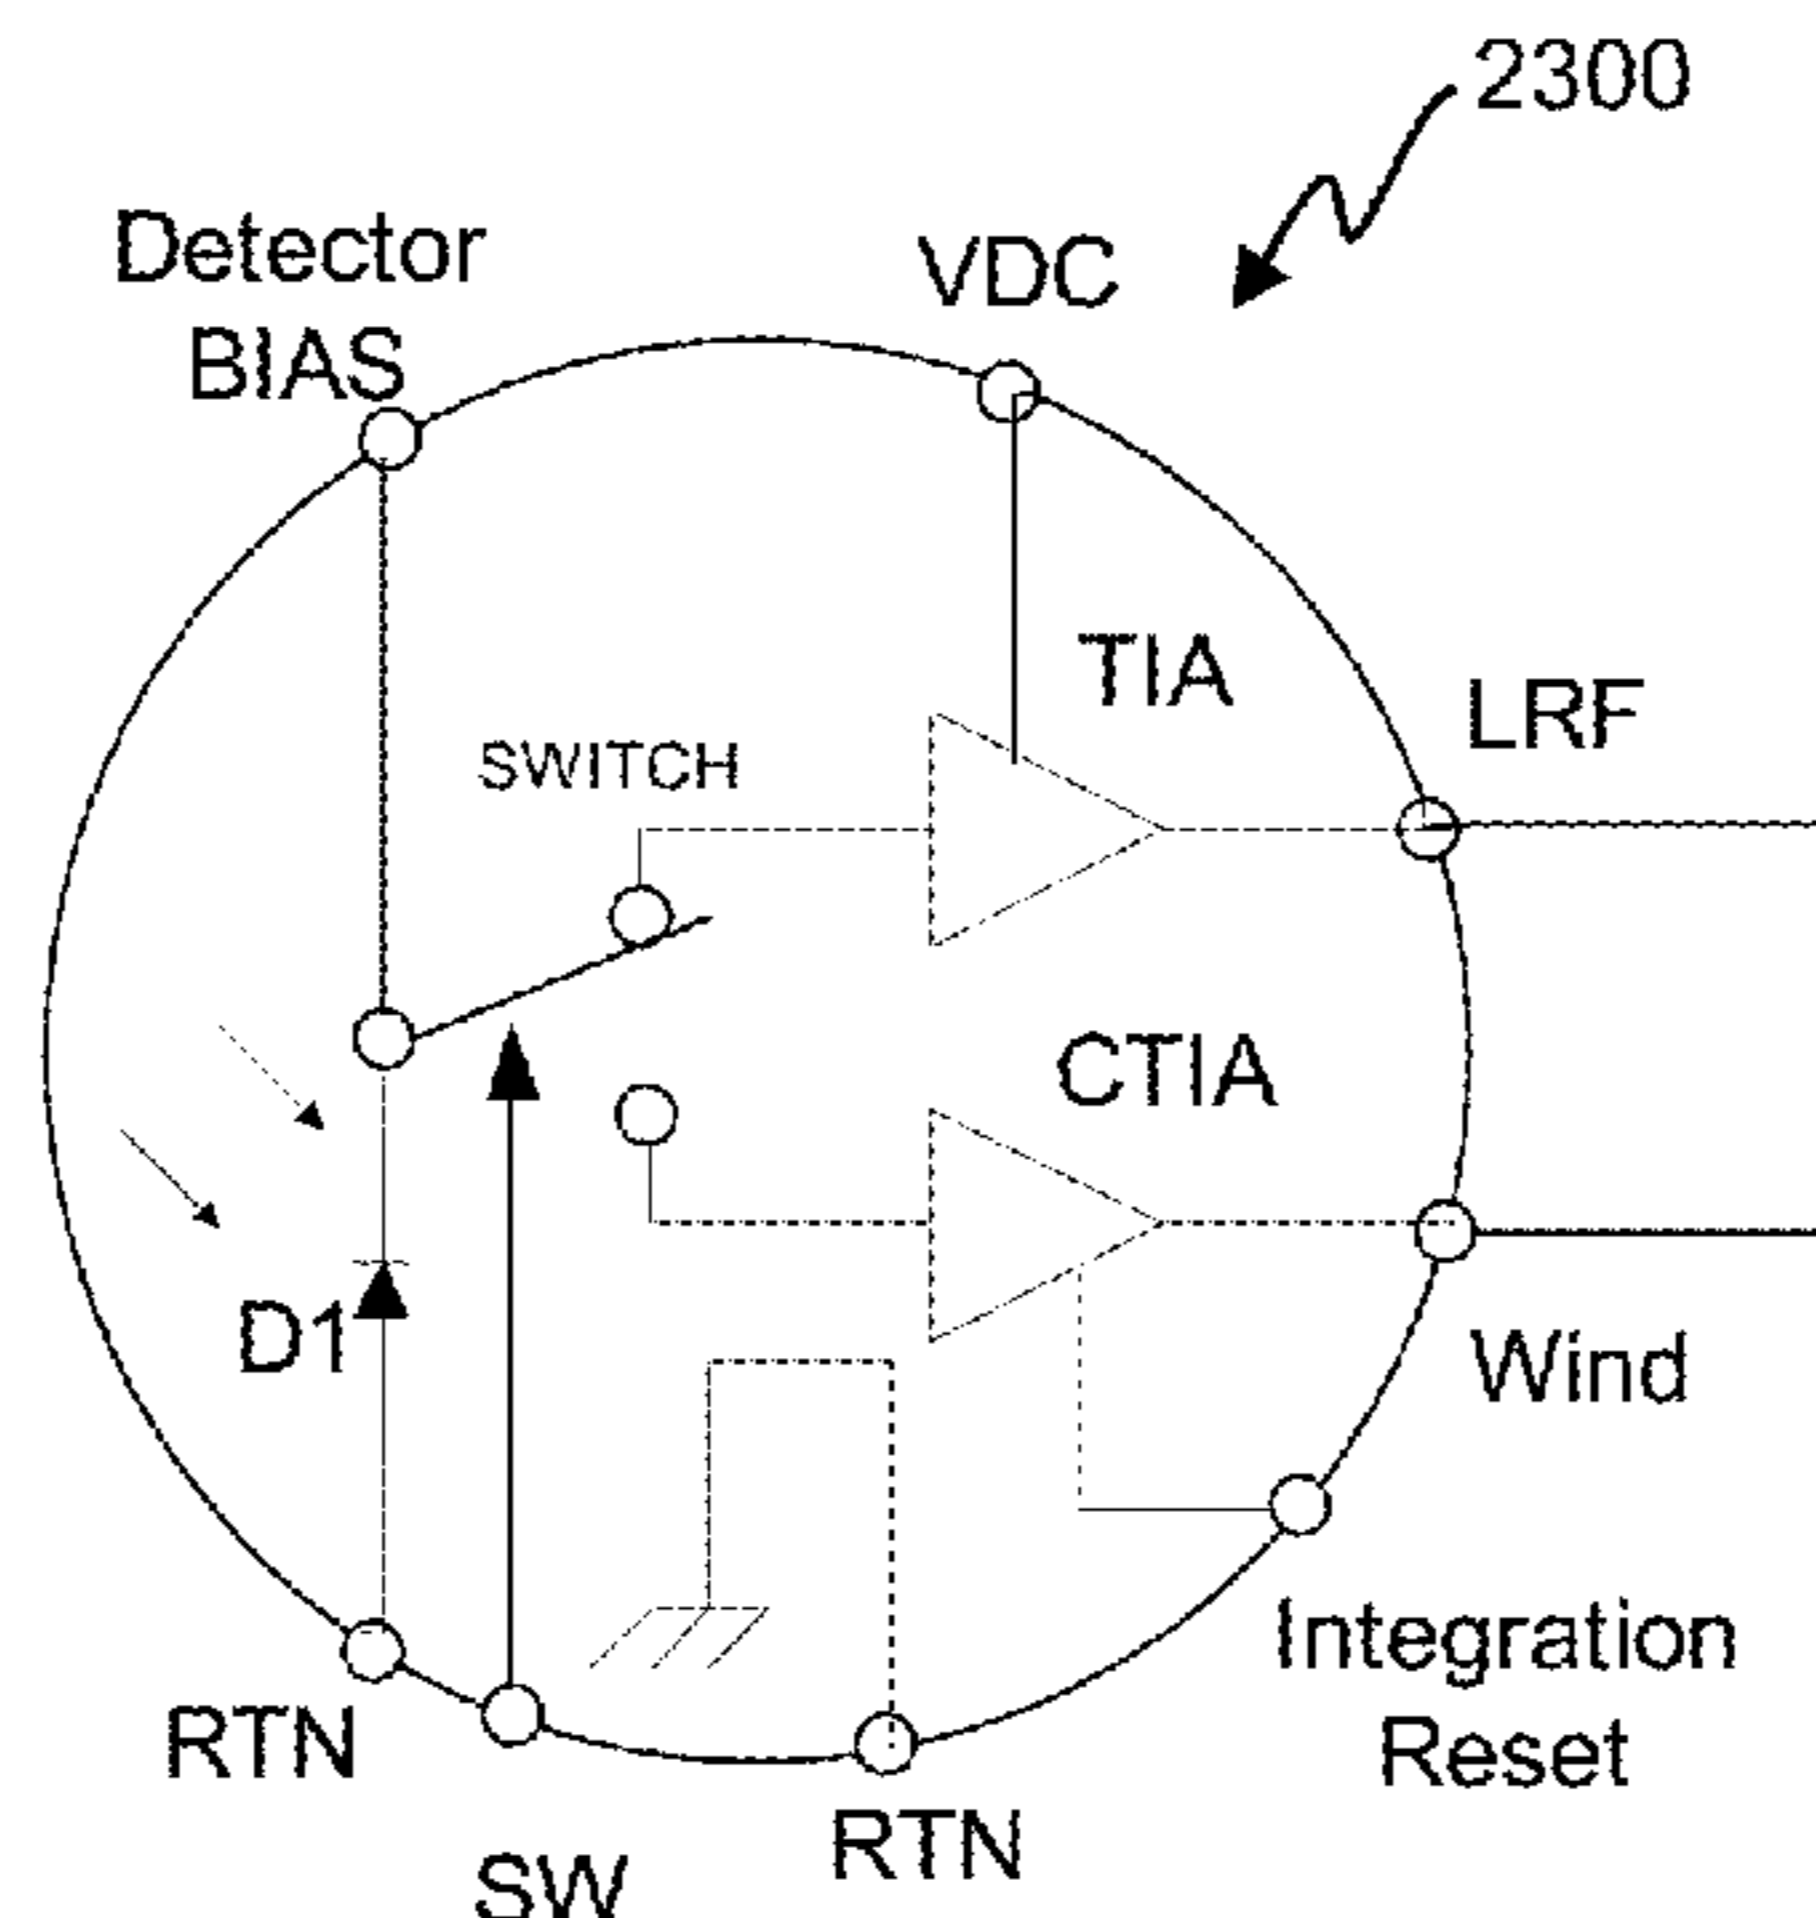 2300
Detector
BIAS
VDC
TIA
LRF
SWITCH
CTIA
D1
Wind
Integration
Reset
RTN
RTN
SW